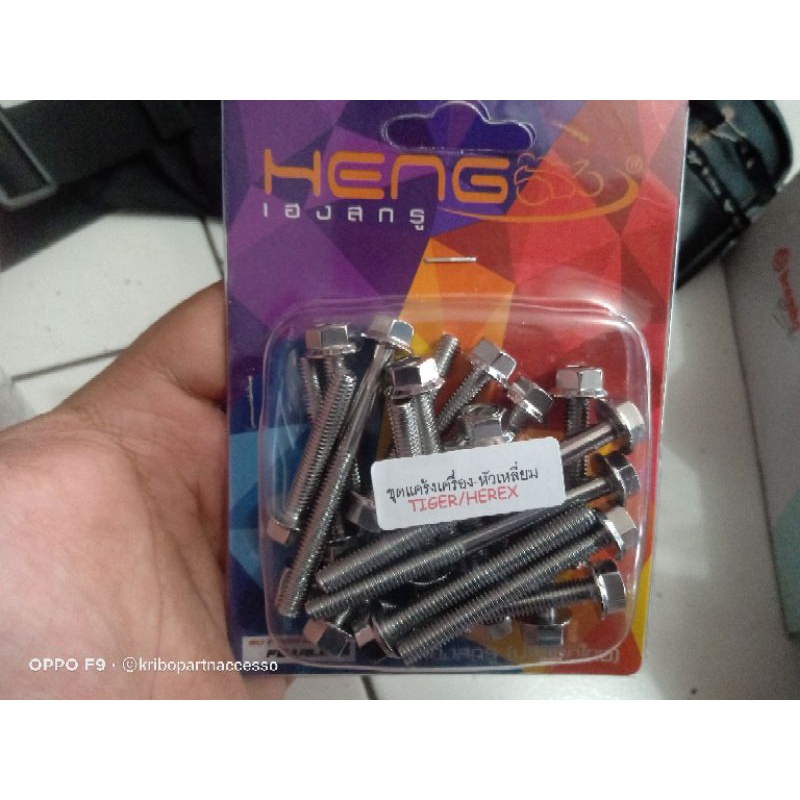 HENG
®
เฮงสกรู
ชุดแคร้งเครื่อง-หัวเหลี่ยม
TIGER/HEREX
OPPO F9 · @kribopartnaccesso